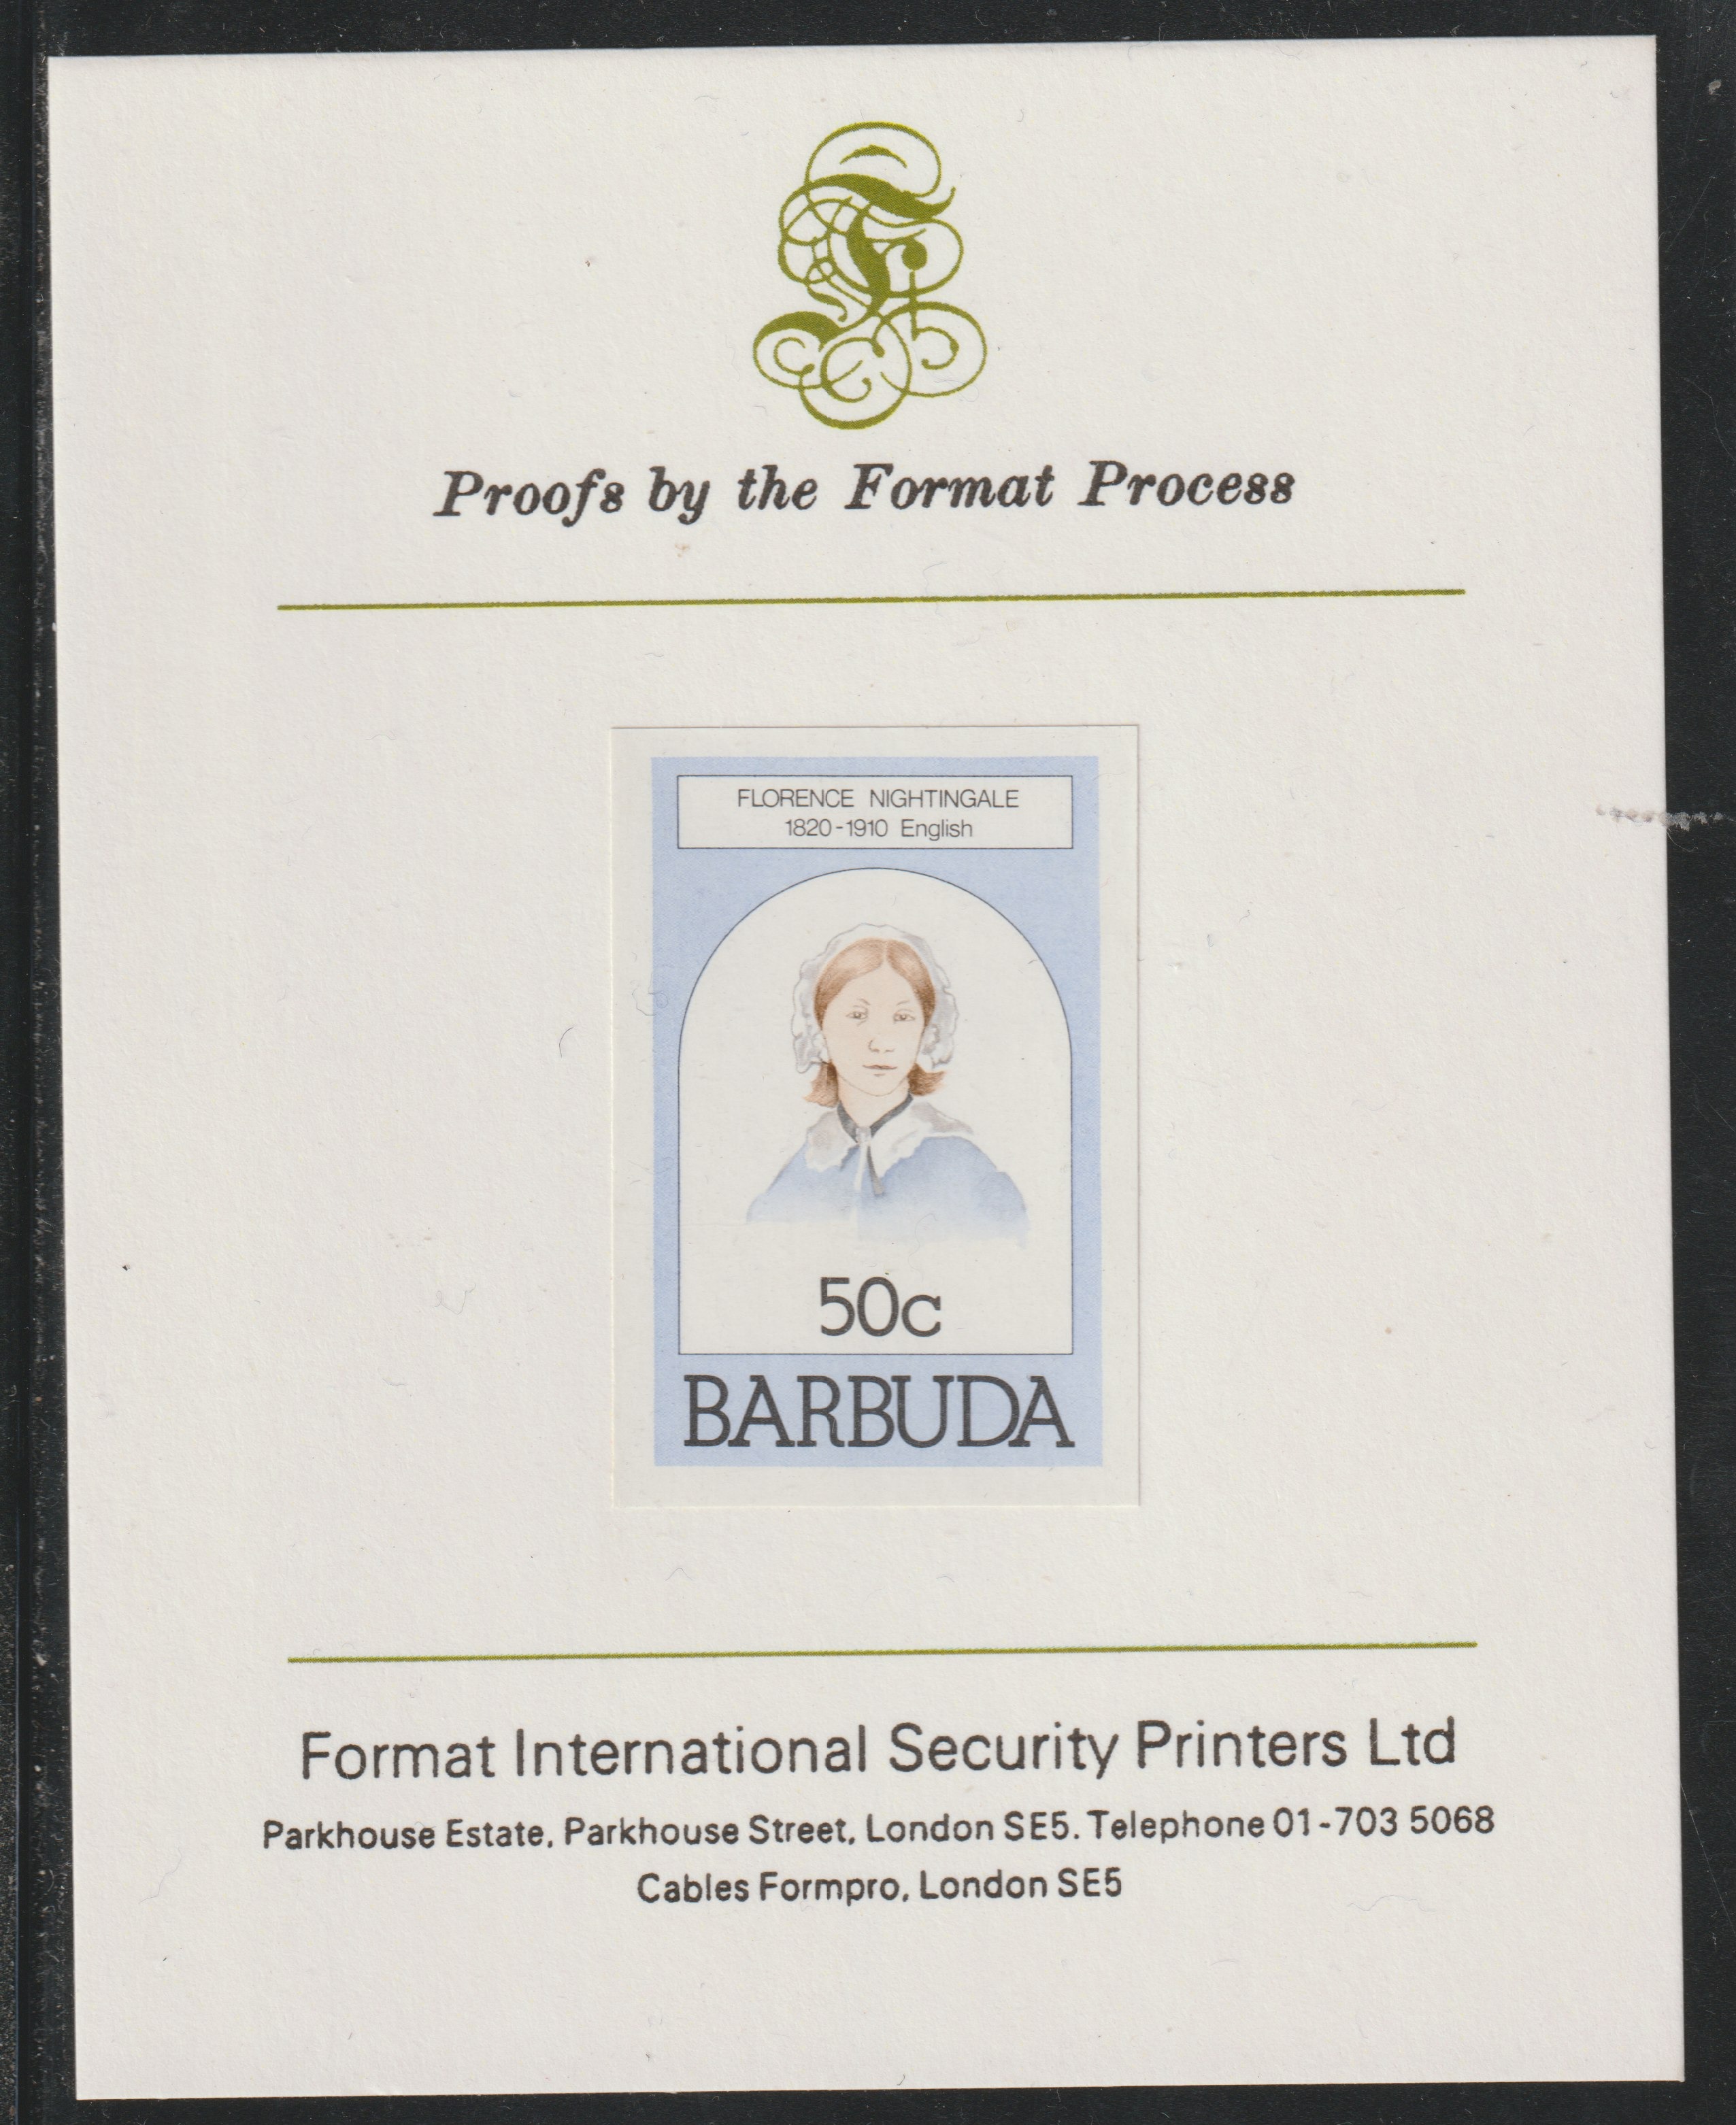 Proofs by the Format Process
FLORENCE NIGHTINGALE
1820-1910 English
50c
BARBUDA
Format International Security Printers Ltd
Parkhouse Estate, Parkhouse Street, London SE5. Telephone 01-703 5068
Cables Formpro, London SE5